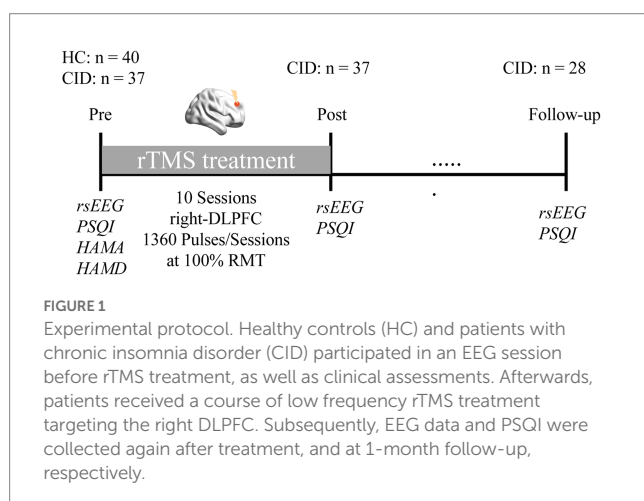 HC: n = 40
CID: n = 37
CID: n = 37
CID: n = 28
Pre
Post
Follow-up
rTMS treatment
.....
.
rsEEG
PSQI
HAMA
HAMD
10 Sessions
right-DLPFC
1360 Pulses/Sessions
at 100% RMT
rsEEG
PSQI
rsEEG
PSQI
FIGURE 1
Experimental protocol. Healthy controls (HC) and patients with
chronic insomnia disorder (CID) participated in an EEG session
before rTMS treatment, as well as clinical assessments. Afterwards,
patients received a course of low frequency rTMS treatment
targeting the right DLPFC. Subsequently, EEG data and PSQI were
collected again after treatment, and at 1-month follow-up,
respectively.